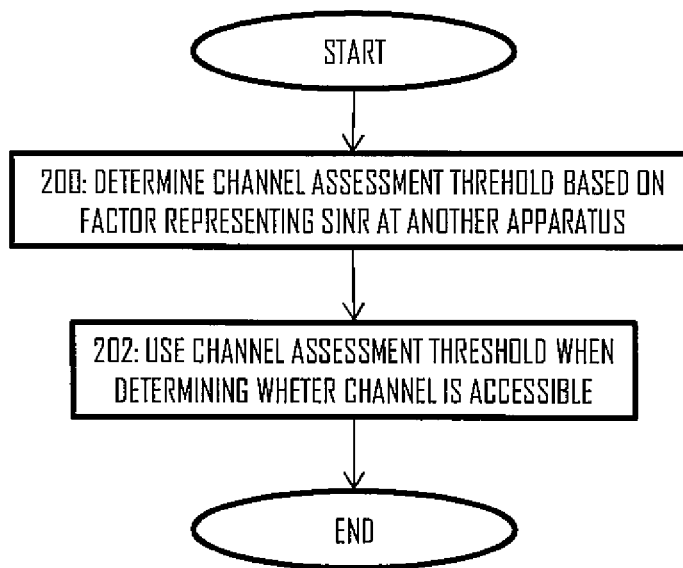 START
200: DETERMINE CHANNEL ASSESSMENT THREHOLD BASED ON
FACTOR REPRESENTING SINR AT ANOTHER APPARATUS
202: USE CHANNEL ASSESSMENT THRESHOLD WHEN
DETERMINING WHETER CHANNEL IS ACCESSIBLE
END